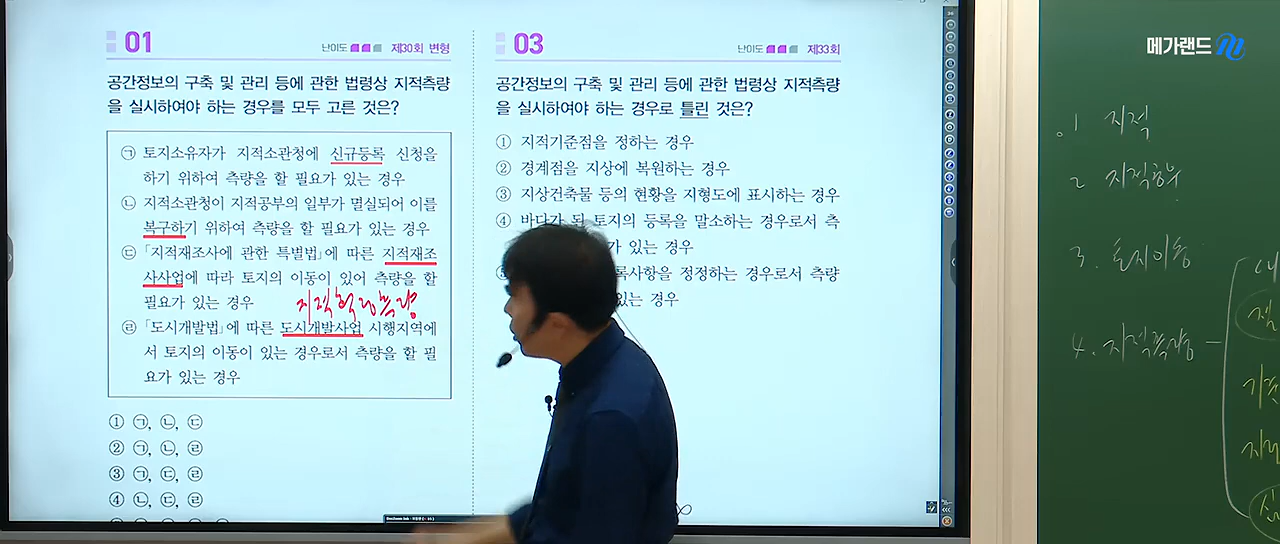 01
난이도
제30회 변형
공간정보의 구축 및 관리 등에 관한 법령상 지적측량
을 실시하여야 하는 경우를 모두 고른 것은?
㉠ 토지소유자가 지적소관청에 신규등록 신청을
하기 위하여 측량을 할 필요가 있는 경우
㉡ 지적소관청이 지적공부의 일부가 멸실되어 이를
복구하기 위하여 측량을 할 필요가 있는 경우
㉢ 「지적재조사에 관한 특별법」에 따른 지적재조
사사업에 따라 토지의 이동이 있어 측량을 할
필요가 있는 경우
지적확정측량
㉣ 「도시개발법」에 따른 도시개발사업 시행지역에
서 토지의 이동이 있는 경우로서 측량을 할 필
요가 있는 경우
① ㉠, ㉡, ㉢
② ㉠, ㉡, ㉣
③ ㉠, ㉢, ㉣
④ ㉡, ㉢, ㉣
03
난이도
제33회
공간정보의 구축 및 관리 등에 관한 법령상 지적측량
을 실시하여야 하는 경우로 틀린 것은?
① 지적기준점을 정하는 경우
② 경계점을 지상에 복원하는 경우
③ 지상건축물 등의 현황을 지형도에 표시하는 경우
④ 바다가 된 토지의 등록을 말소하는 경우로서 측
가 있는 경우
록사항을 정정하는 경우로서 측량
있는 경우
메가랜드
1 지적
2 지적공부
3. 토지이동
4. 지적측량